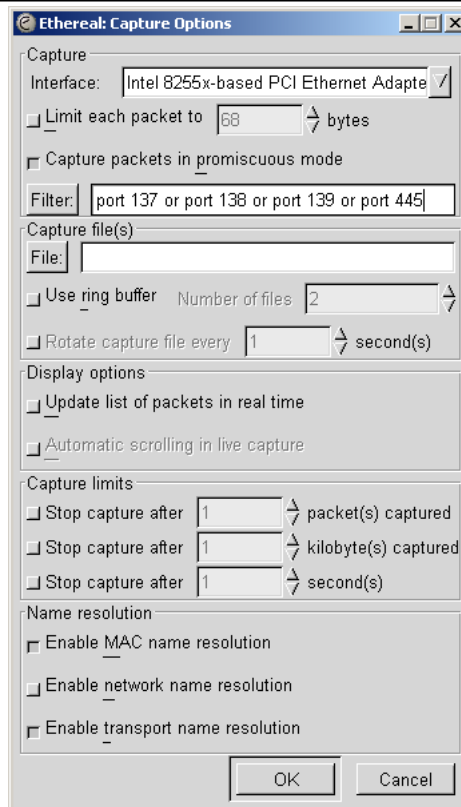 Ethereal: Capture Options
Capture
Interface: Intel 8255x-based PCI Ethernet Adapte
Limit each packet to 68 bytes
Capture packets in promiscuous mode
Filter: port 137 or port 138 or port 139 or port 445
Capture file(s)
File:
Use ring buffer Number of files 2
Rotate capture file every 1 second(s)
Display options
Update list of packets in real time
Automatic scrolling in live capture
Capture limits
Stop capture after 1 packet(s) captured
Stop capture after 1 kilobyte(s) captured
Stop capture after 1 second(s)
Name resolution
Enable MAC name resolution
Enable network name resolution
Enable transport name resolution
OK Cancel